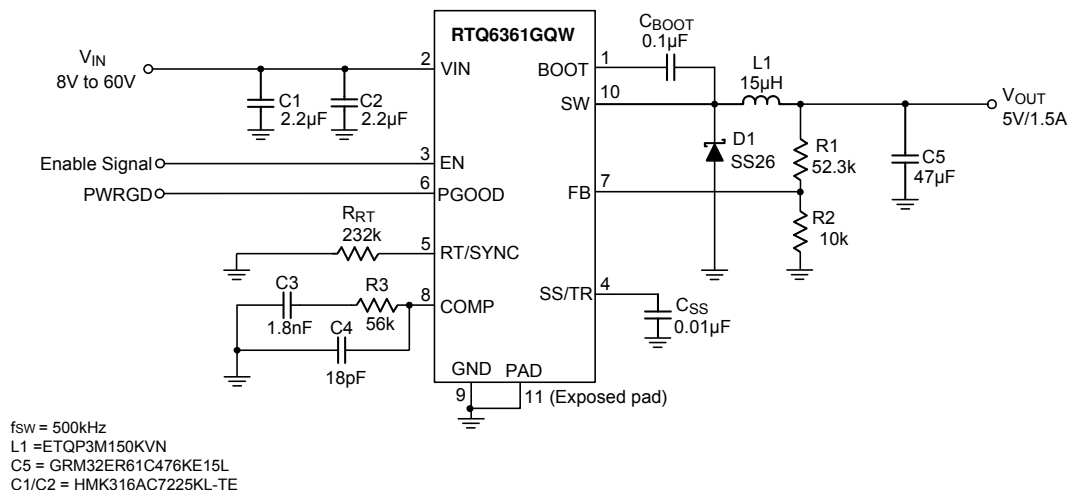 RTQ6361GQW
VIN
8V to 60V
2
VIN
C1
2.2µF
C2
2.2µF
Enable Signal
3
EN
PWRGD
6
PGOOD
RRT
232k
5
RT/SYNC
C3
1.8nF
R3
56k
8
COMP
C4
18pF
GND
PAD
9
11 (Exposed pad)
BOOT
1
CBOOT
0.1µF
SW
10
L1
15µH
VOUT
5V/1.5A
D1
SS26
R1
52.3k
C5
47µF
FB
7
R2
10k
SS/TR
4
CSS
0.01µF
fSW = 500kHz
L1 =ETQP3M150KVN
C5 = GRM32ER61C476KE15L
C1/C2 = HMK316AC7225KL-TE